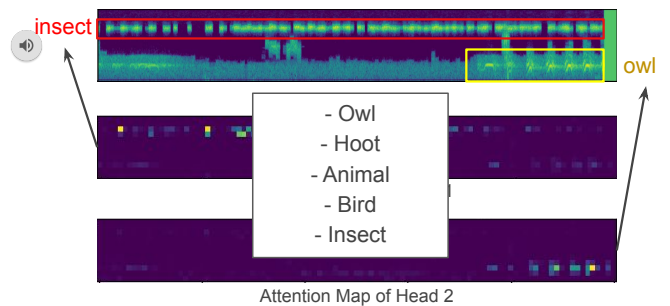 insect
owl
- Owl
- Hoot
- Animal
- Bird
- Insect
Attention Map of Head 2